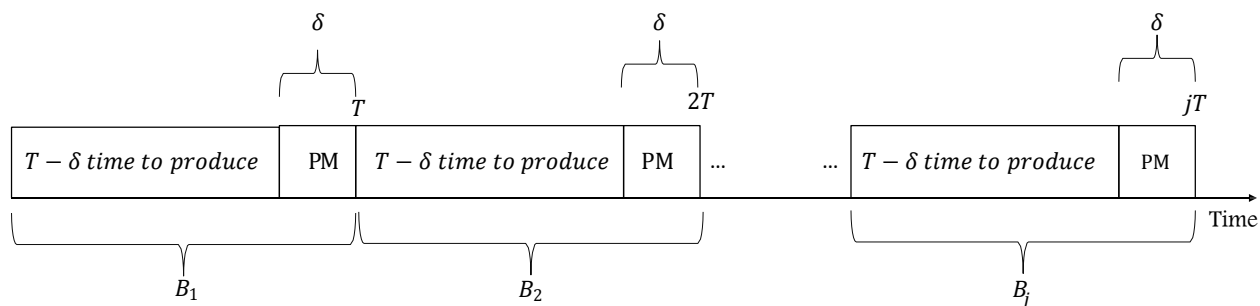 δ δ δ
T 2T jT
T − δ time to produce PM T − δ time to produce PM ... ... T − δ time to produce PM
Time
B₁ B₂ Bⱼ